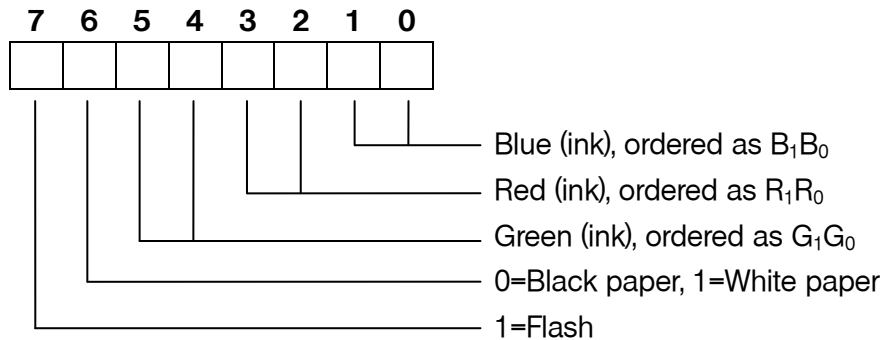 7 6 5 4 3 2 1 0
Blue (ink), ordered as B₁B₀
Red (ink), ordered as R₁R₀
Green (ink), ordered as G₁G₀
0=Black paper, 1=White paper
1=Flash